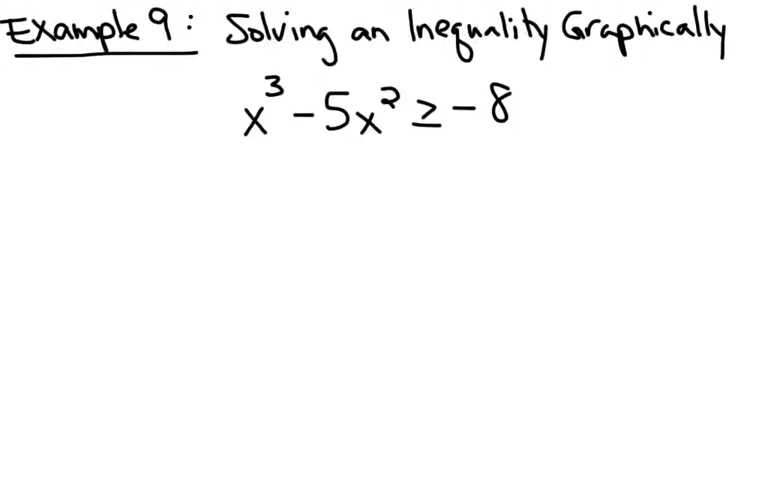 Example 9: Solving an Inequality Graphically
x³ - 5x² ≥ -8